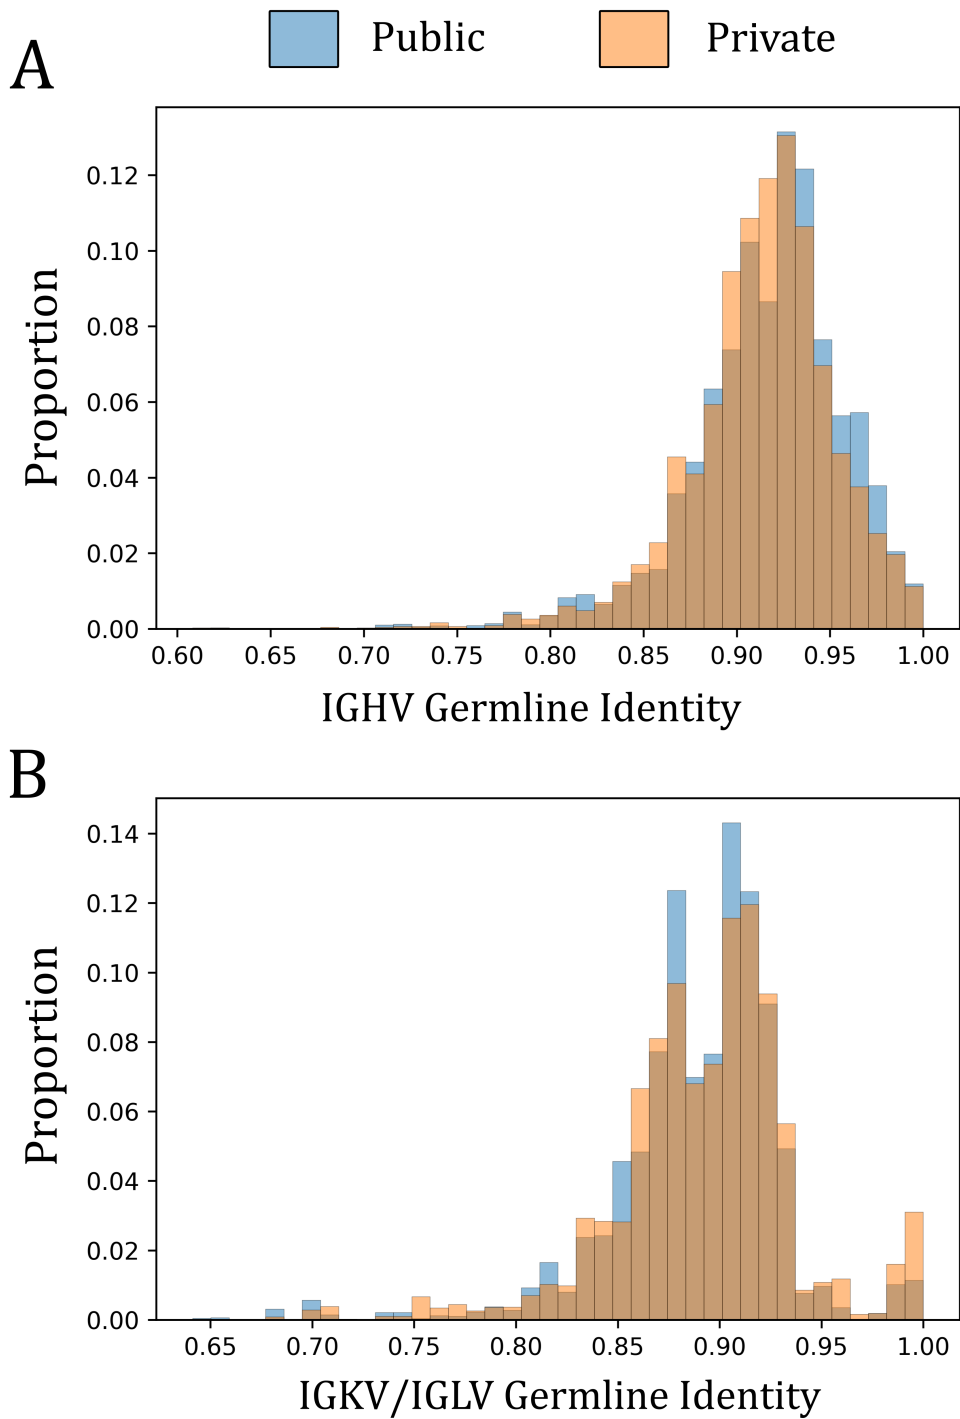 Public Private
A
0.12
0.10
0.08
0.06
0.04
0.02
0.00
Proportion
0.60 0.65 0.70 0.75 0.80 0.85 0.90 0.95 1.00
IGHV Germline Identity
B
0.14
0.12
0.10
0.08
0.06
0.04
0.02
0.00
Proportion
0.65 0.70 0.75 0.80 0.85 0.90 0.95 1.00
IGKV/IGLV Germline Identity